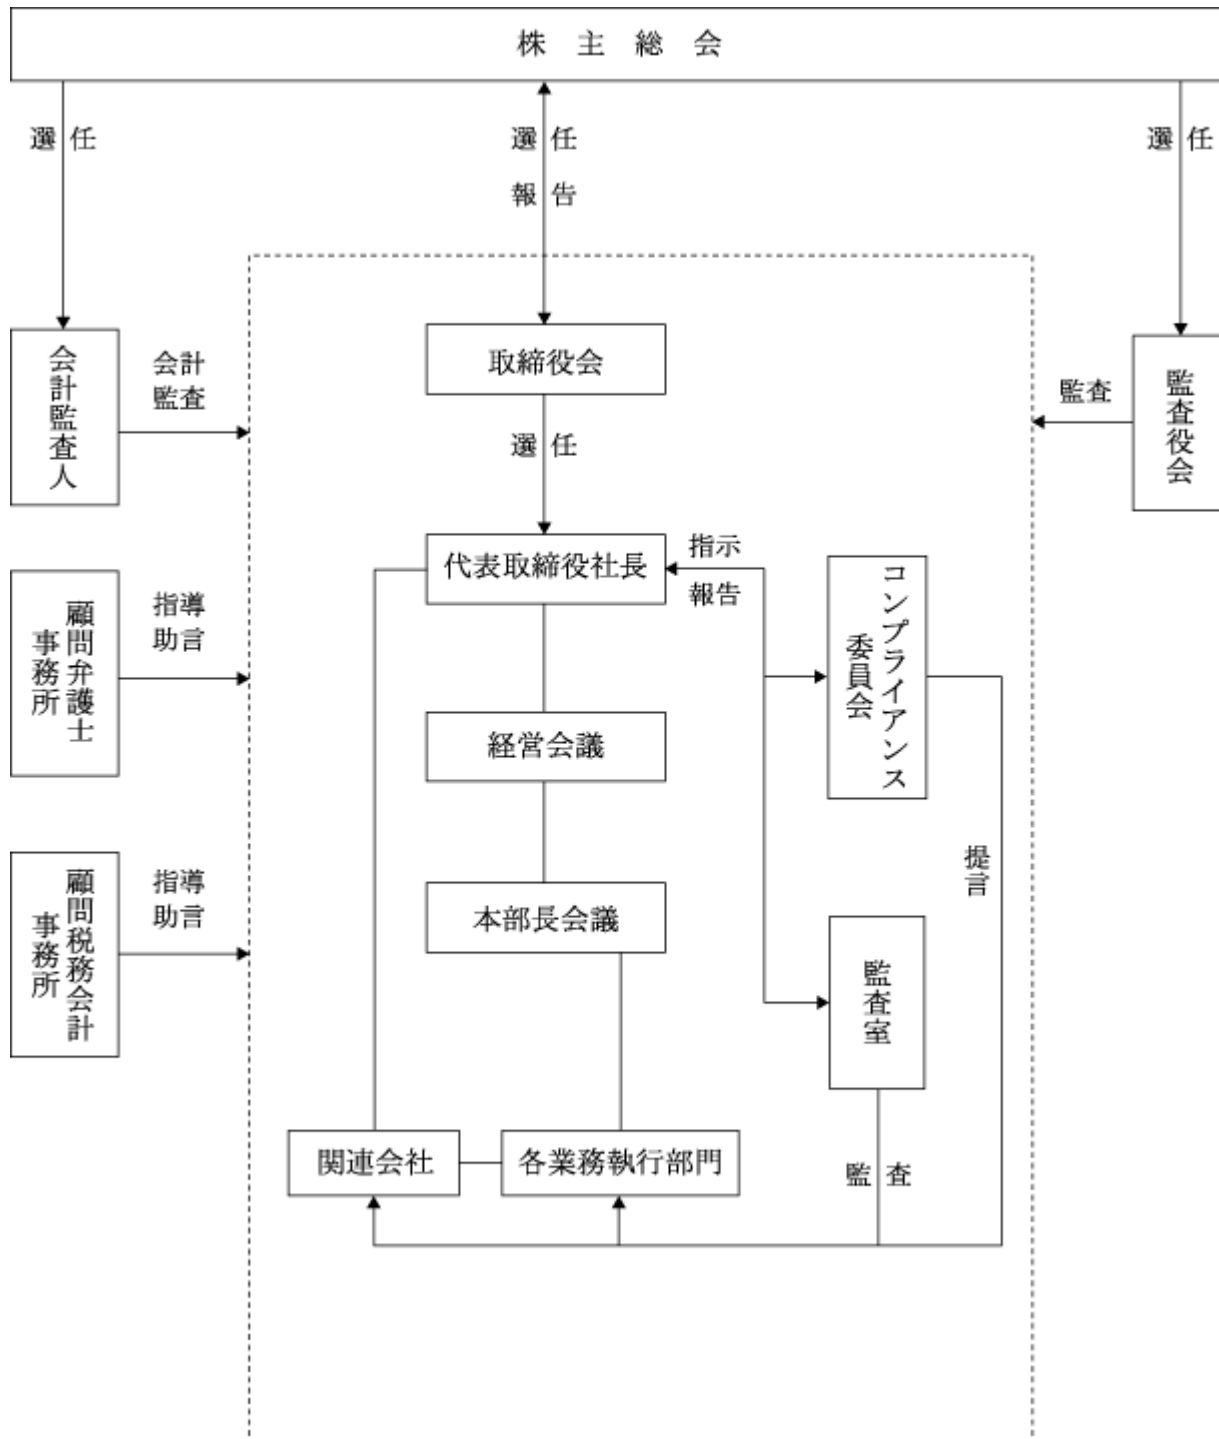 株主総会
選任
選任
報告
選任
会計監査人
会計
監査
取締役会
監査
監査役会
選任
代表取締役社長
指示
報告
コンプライアンス
委員会
顧問弁護士
事務所
指導
助言
経営会議
提言
顧問税務会計
事務所
指導
助言
本部長会議
監査室
関連会社
各業務執行部門
監査